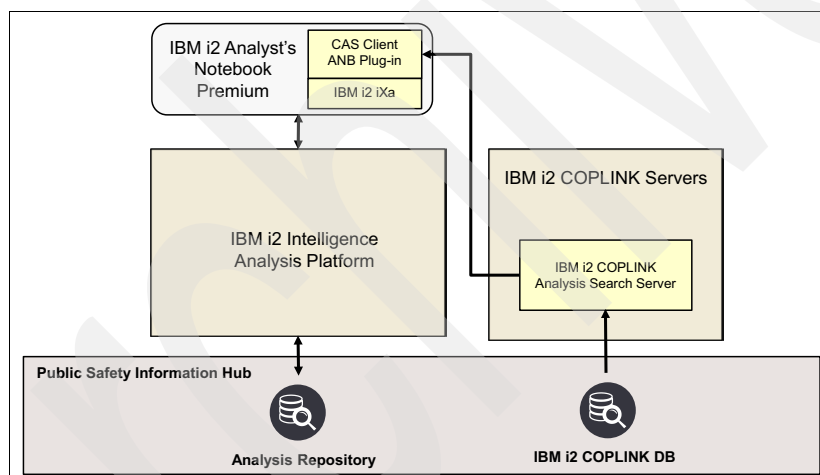 IBM i2 Analyst's
Notebook
Premium
CAS Client
ANB Plug-in
IBM i2 iXa
IBM i2 Intelligence
Analysis Platform
IBM i2 COPLINK Servers
IBM i2 COPLINK
Analysis Search Server
Public Safety Information Hub
Analysis Repository
IBM i2 COPLINK DB